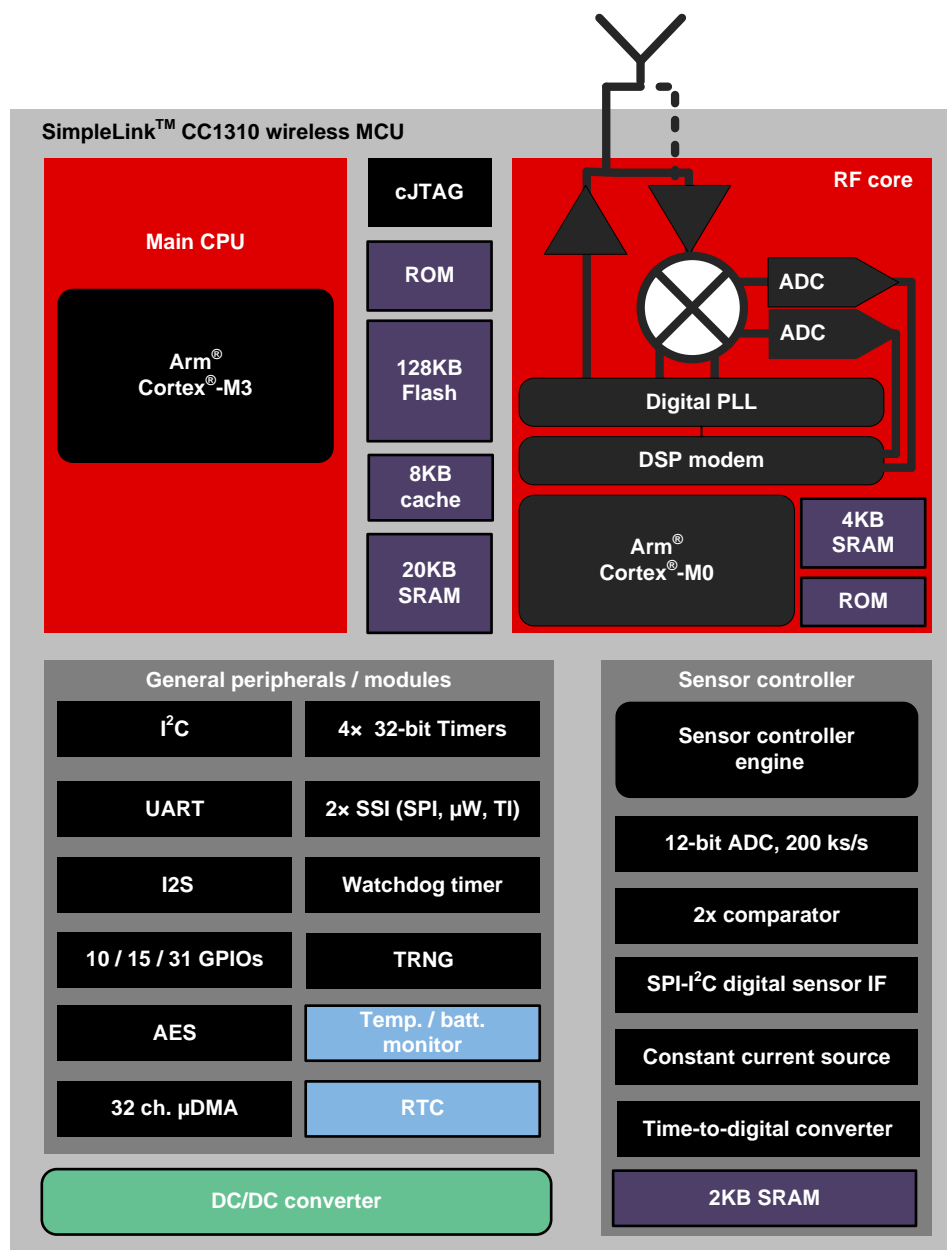 SimpleLink™ CC1310 wireless MCU
Main CPU
Arm®
Cortex®-M3
cJTAG
ROM
128KB
Flash
8KB
cache
20KB
SRAM
RF core
ADC
ADC
Digital PLL
DSP modem
Arm®
Cortex®-M0
4KB
SRAM
ROM
General peripherals / modules
I²C
4× 32-bit Timers
UART
2× SSI (SPI, µW, TI)
I2S
Watchdog timer
10 / 15 / 31 GPIOs
TRNG
AES
Temp. / batt.
monitor
32 ch. µDMA
RTC
Sensor controller
Sensor controller
engine
12-bit ADC, 200 ks/s
2x comparator
SPI-I²C digital sensor IF
Constant current source
Time-to-digital converter
2KB SRAM
DC/DC converter